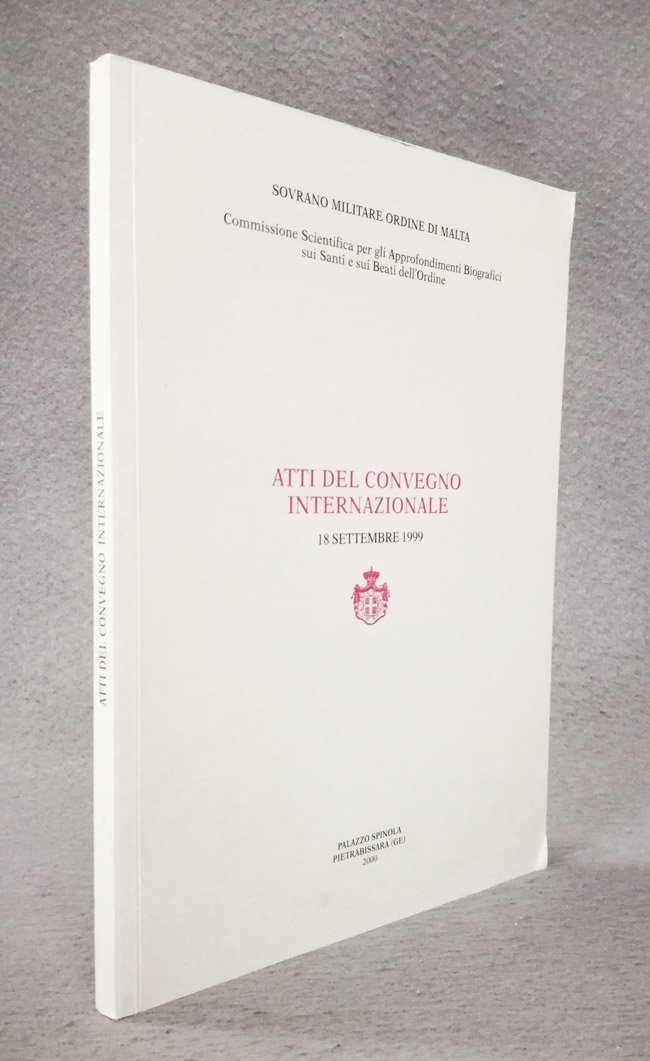 SOVRANO MILITARE ORDINE DI MALTA
Commissione Scientifica per gli Approfondimenti Biografici
sui Santi e sui Beati dell'Ordine
ATTI DEL CONVEGNO
INTERNAZIONALE
18 SETTEMBRE 1999
PALAZZO SPINOLA
PIETRABISSARA (GE)
2000
ATTI DEL CONVEGNO INTERNAZIONALE